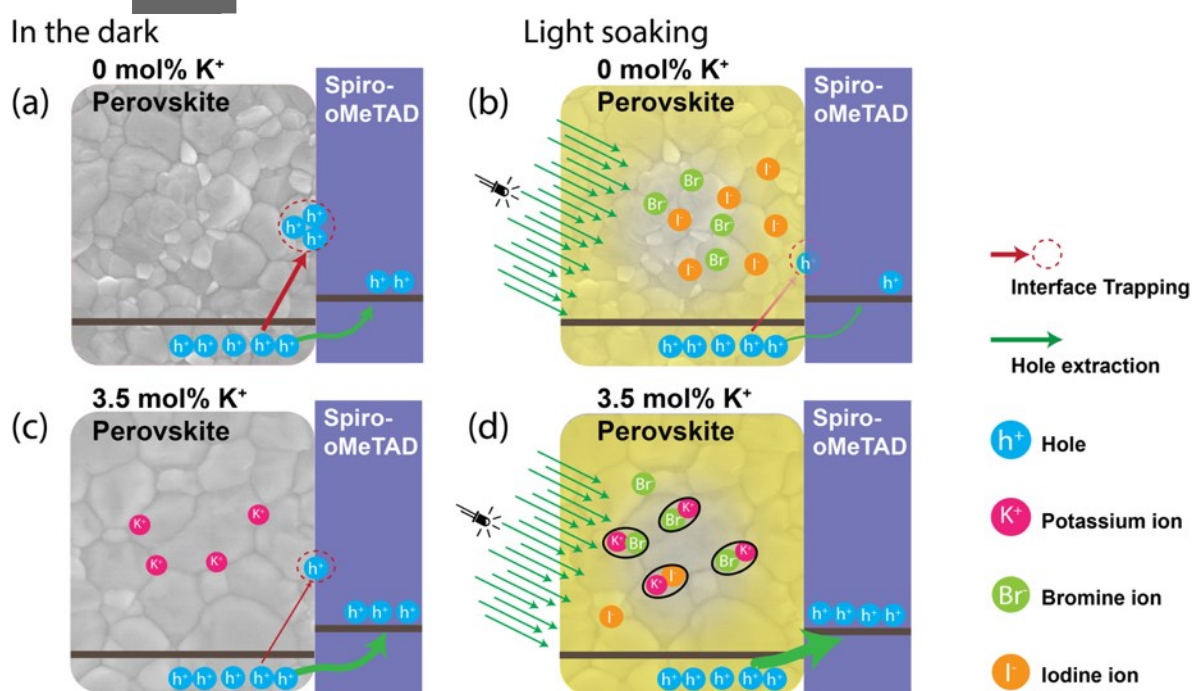 In the dark
Light soaking
(a)
0 mol% K⁺
Perovskite
Spiro-
oMeTAD
h⁺
h⁺
h⁺
h⁺ h⁺
h⁺ h⁺ h⁺ h⁺ h⁺
(b)
0 mol% K⁺
Perovskite
Spiro-
oMeTAD
I⁻
Br⁻
Br⁻
I⁻
I⁻
Br⁻
I⁻
Br⁻
I⁻
I⁻
h⁺
h⁺
h⁺ h⁺ h⁺ h⁺ h⁺
Interface Trapping
Hole extraction
h⁺ Hole
K⁺ Potassium ion
Br⁻ Bromine ion
I⁻ Iodine ion
(c)
3.5 mol% K⁺
Perovskite
Spiro-
oMeTAD
K⁺
K⁺
K⁺
K⁺
h⁺
h⁺ h⁺ h⁺
h⁺ h⁺ h⁺ h⁺ h⁺
(d)
3.5 mol% K⁺
Perovskite
Spiro-
oMeTAD
Br⁻
Br⁻ K⁺
K⁺ Br⁻
Br⁻ K⁺
K⁺ I⁻
I⁻
h⁺ h⁺ h⁺ h⁺
h⁺ h⁺ h⁺ h⁺ h⁺